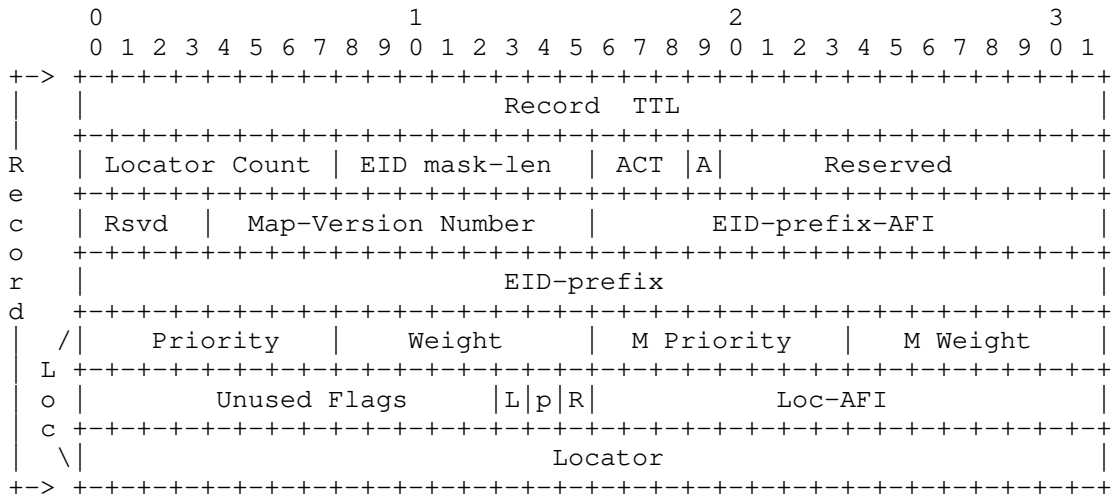 0                   1                   2                   3
        0 1 2 3 4 5 6 7 8 9 0 1 2 3 4 5 6 7 8 9 0 1 2 3 4 5 6 7 8 9 0 1
+-> +-+-+-+-+-+-+-+-+-+-+-+-+-+-+-+-+-+-+-+-+-+-+-+-+-+-+-+-+-+-+-+-+
|   |                          Record  TTL                          |
|   +-+-+-+-+-+-+-+-+-+-+-+-+-+-+-+-+-+-+-+-+-+-+-+-+-+-+-+-+-+-+-+-+
R   | Locator Count | EID mask-len  | ACT |A|       Reserved        |
e   +-+-+-+-+-+-+-+-+-+-+-+-+-+-+-+-+-+-+-+-+-+-+-+-+-+-+-+-+-+-+-+-+
c   | Rsvd  |  Map-Version Number   |       EID-prefix-AFI          |
o   +-+-+-+-+-+-+-+-+-+-+-+-+-+-+-+-+-+-+-+-+-+-+-+-+-+-+-+-+-+-+-+-+
r   |                          EID-prefix                           |
d   +-+-+-+-+-+-+-+-+-+-+-+-+-+-+-+-+-+-+-+-+-+-+-+-+-+-+-+-+-+-+-+-+
|  /|    Priority   |    Weight     |  M Priority   |   M Weight    |
| L +-+-+-+-+-+-+-+-+-+-+-+-+-+-+-+-+-+-+-+-+-+-+-+-+-+-+-+-+-+-+-+-+
| o |        Unused Flags     |L|p|R|           Loc-AFI             |
| c +-+-+-+-+-+-+-+-+-+-+-+-+-+-+-+-+-+-+-+-+-+-+-+-+-+-+-+-+-+-+-+-+
|  \|                             Locator                           |
+-> +-+-+-+-+-+-+-+-+-+-+-+-+-+-+-+-+-+-+-+-+-+-+-+-+-+-+-+-+-+-+-+-+